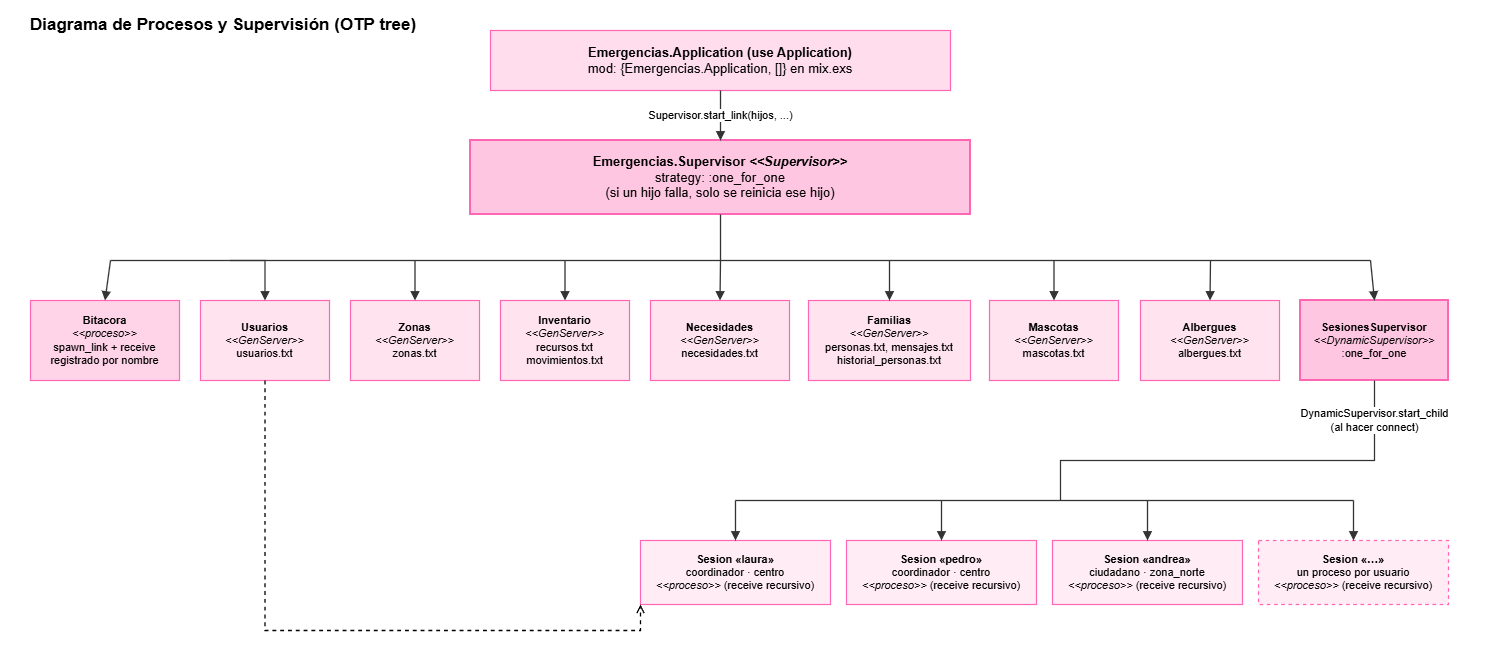 Diagrama de Procesos y Supervisión (OTP tree)
Emergencias.Application (use Application)
mod: {Emergencias.Application, []} en mix.exs
Supervisor.start_link(hijos, ...)
Emergencias.Supervisor <<Supervisor>>
strategy: :one_for_one
(si un hijo falla, solo se reinicia ese hijo)
Bitacora
<<proceso>>
spawn_link + receive
registrado por nombre
Usuarios
<<GenServer>>
usuarios.txt
Zonas
<<GenServer>>
zonas.txt
Inventario
<<GenServer>>
recursos.txt
movimientos.txt
Necesidades
<<GenServer>>
necesidades.txt
Familias
<<GenServer>>
personas.txt, mensajes.txt
historial_personas.txt
Mascotas
<<GenServer>>
mascotas.txt
Albergues
<<GenServer>>
albergues.txt
SesionesSupervisor
<<DynamicSupervisor>>
:one_for_one
DynamicSupervisor.start_child
(al hacer connect)
Sesion «laura»
coordinador · centro
<<proceso>> (receive recursivo)
Sesion «pedro»
coordinador · centro
<<proceso>> (receive recursivo)
Sesion «andrea»
ciudadano · zona_norte
<<proceso>> (receive recursivo)
Sesion «...»
un proceso por usuario
<<proceso>> (receive recursivo)